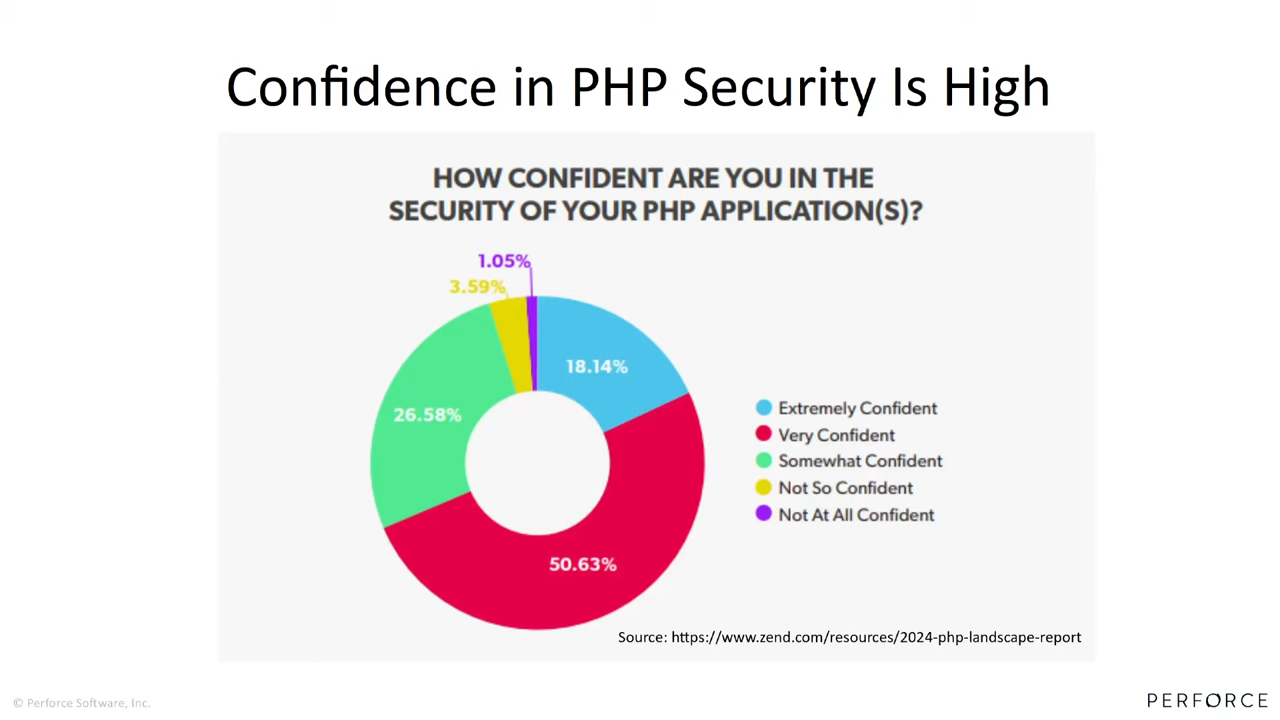 Confidence in PHP Security Is High
HOW CONFIDENT ARE YOU IN THE
SECURITY OF YOUR PHP APPLICATION(S)?
1.05%
3.59%
18.14%
26.58%
50.63%
Extremely Confident
Very Confident
Somewhat Confident
Not So Confident
Not At All Confident
Source: https://www.zend.com/resources/2024-php-landscape-report
© Perforce Software, Inc.
PERFORCE